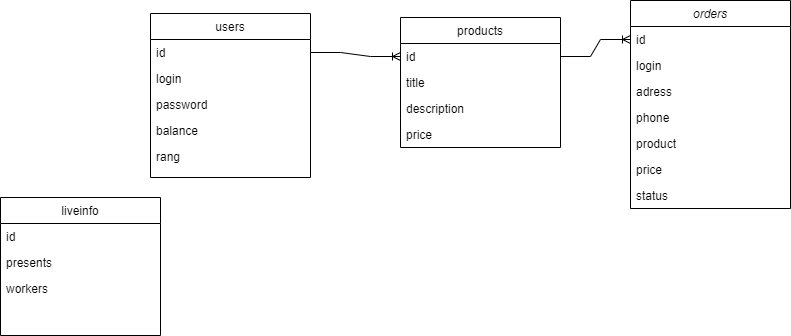 users
id
login
password
balance
rang
products
id
title
description
price
orders
id
login
adress
phone
product
price
status
liveinfo
id
presents
workers